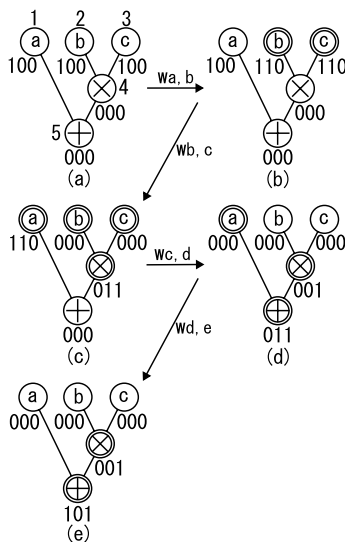 1 2 3
a b c
100 100 × 4 100
000
5 +
000
(a)
Wa, b
a b c
100 110 × 110
000
+
000
(b)
Wb, c
a b c
110 000 × 000
011
+
000
(c)
Wc, d
a b c
000 000 × 000
001
+
011
(d)
Wd, e
a b c
000 000 × 000
001
+
101
(e)